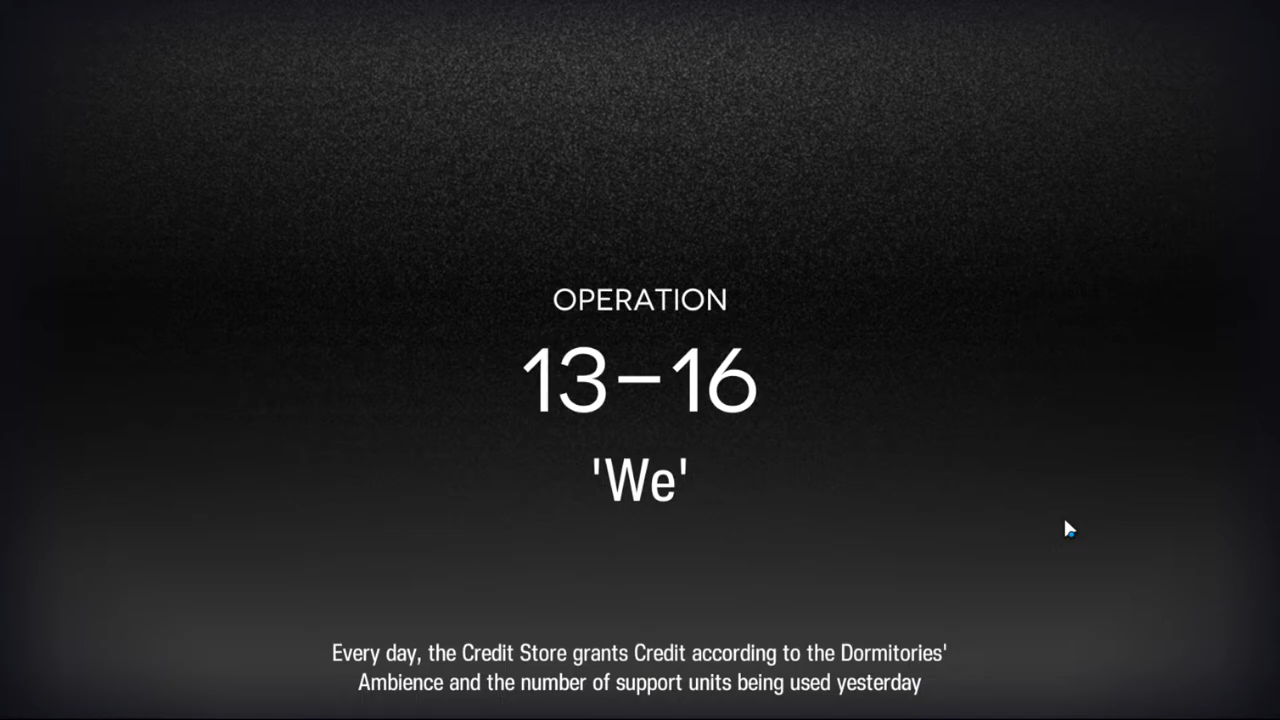 OPERATION
13-16
'We'
Every day, the Credit Store grants Credit according to the Dormitories'
Ambience and the number of support units being used yesterday